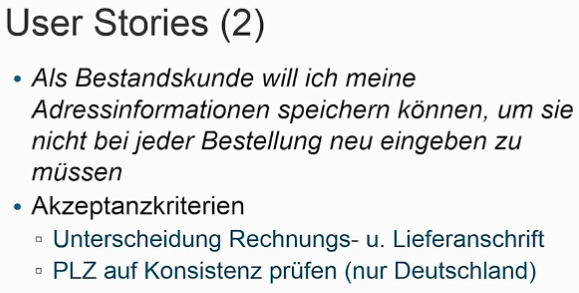 User Stories (2)
• Als Bestandskunde will ich meine
Adressinformationen speichern können, um sie
nicht bei jeder Bestellung neu eingeben zu
müssen
• Akzeptanzkriterien
▫ Unterscheidung Rechnungs- u. Lieferanschrift
▫ PLZ auf Konsistenz prüfen (nur Deutschland)